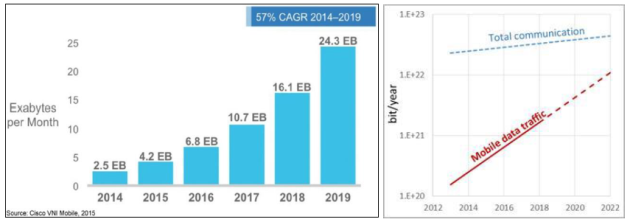 57% CAGR 2014–2019
Exabytes
per Month
25
20
15
10
5
0
2.5 EB
4.2 EB
6.8 EB
10.7 EB
16.1 EB
24.3 EB
2014 2015 2016 2017 2018 2019
Source: Cisco VNI Mobile, 2015
bit/year
1.E+23
1.E+22
1.E+21
1.E+20
Total communication
Mobile data traffic
2012 2014 2016 2018 2020 2022